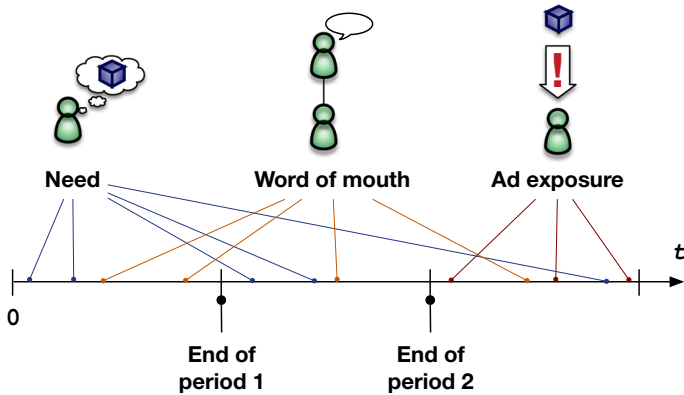 !
Need
Word of mouth
Ad exposure
t
0
End of
period 1
End of
period 2